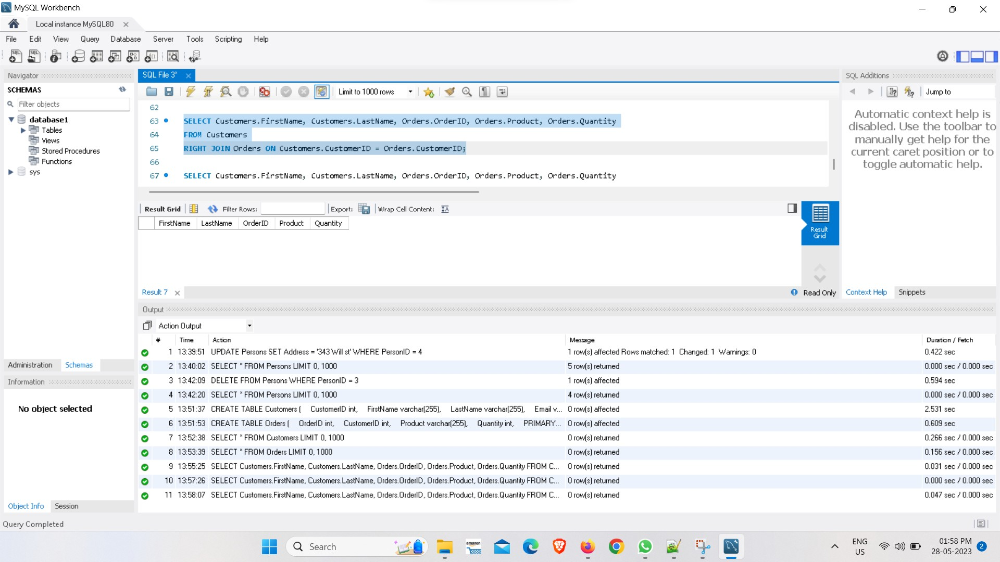 MySQL Workbench
Local instance MySQL80
File Edit View Query Database Server Tools Scripting Help
Navigator
SCHEMAS
Filter objects
database1
Tables
Views
Stored Procedures
Functions
sys
Administration Schemas
Information
No object selected
Object Info Session
SQL File 3*
Limit to 1000 rows
62
63 SELECT Customers.FirstName, Customers.LastName, Orders.OrderID, Orders.Product, Orders.Quantity
64 FROM Customers
65 RIGHT JOIN Orders ON Customers.CustomerID = Orders.CustomerID;
66
67 SELECT Customers.FirstName, Customers.LastName, Orders.OrderID, Orders.Product, Orders.Quantity
Result Grid Filter Rows: Export: Wrap Cell Content:
FirstName LastName OrderID Product Quantity
Result
Grid
Result 7 Read Only
SQL Additions
Jump to
Automatic context help is
disabled. Use the toolbar to
manually get help for the
current caret position or to
toggle automatic help.
Context Help Snippets
Output
Action Output
# Time Action Message Duration / Fetch
1 13:39:51 UPDATE Persons SET Address = '343 Will st' WHERE PersonID = 4 1 row(s) affected Rows matched: 1 Changed: 1 Warnings: 0 0.422 sec
2 13:40:02 SELECT * FROM Persons LIMIT 0, 1000 5 row(s) returned 0.000 sec / 0.000 sec
3 13:42:09 DELETE FROM Persons WHERE PersonID = 3 1 row(s) affected 0.594 sec
4 13:42:20 SELECT * FROM Persons LIMIT 0, 1000 4 row(s) returned 0.000 sec / 0.000 sec
5 13:51:37 CREATE TABLE Customers ( CustomerID int, FirstName varchar(255), LastName varchar(255), Email v... 0 row(s) affected 2.531 sec
6 13:51:53 CREATE TABLE Orders ( OrderID int, CustomerID int, Product varchar(255), Quantity int, PRIMARY... 0 row(s) affected 0.609 sec
7 13:52:38 SELECT * FROM Customers LIMIT 0, 1000 0 row(s) returned 0.266 sec / 0.000 sec
8 13:53:39 SELECT * FROM Orders LIMIT 0, 1000 0 row(s) returned 0.156 sec / 0.000 sec
9 13:55:25 SELECT Customers.FirstName, Customers.LastName, Orders.OrderID, Orders.Product, Orders.Quantity FROM C... 0 row(s) returned 0.031 sec / 0.000 sec
10 13:57:26 SELECT Customers.FirstName, Customers.LastName, Orders.OrderID, Orders.Product, Orders.Quantity FROM C... 0 row(s) returned 0.000 sec / 0.000 sec
11 13:58:07 SELECT Customers.FirstName, Customers.LastName, Orders.OrderID, Orders.Product, Orders.Quantity FROM C... 0 row(s) returned 0.047 sec / 0.000 sec
Query Completed
Search
amazon
ENG
US
01:58 PM
28-05-2023
2